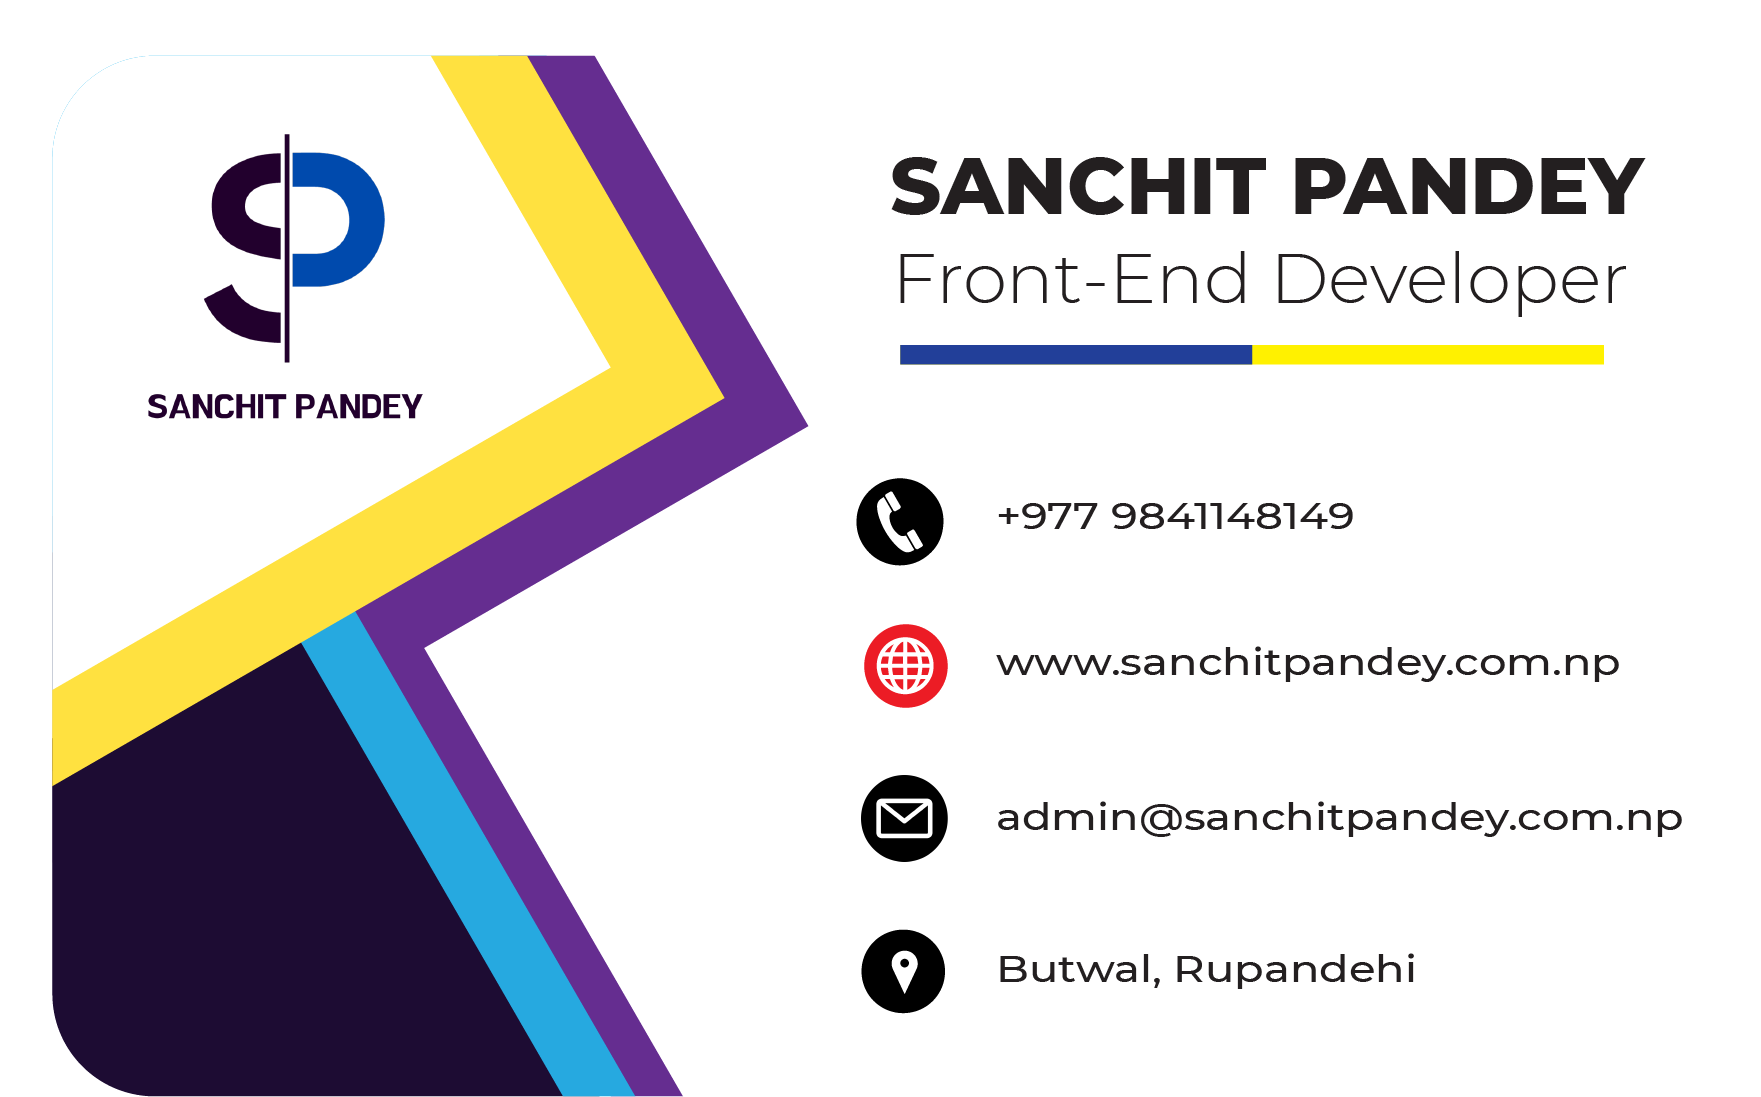 SP
SANCHIT PANDEY
SANCHIT PANDEY
Front-End Developer
+977 9841148149
www.sanchitpandey.com.np
admin@sanchitpandey.com.np
Butwal, Rupandehi